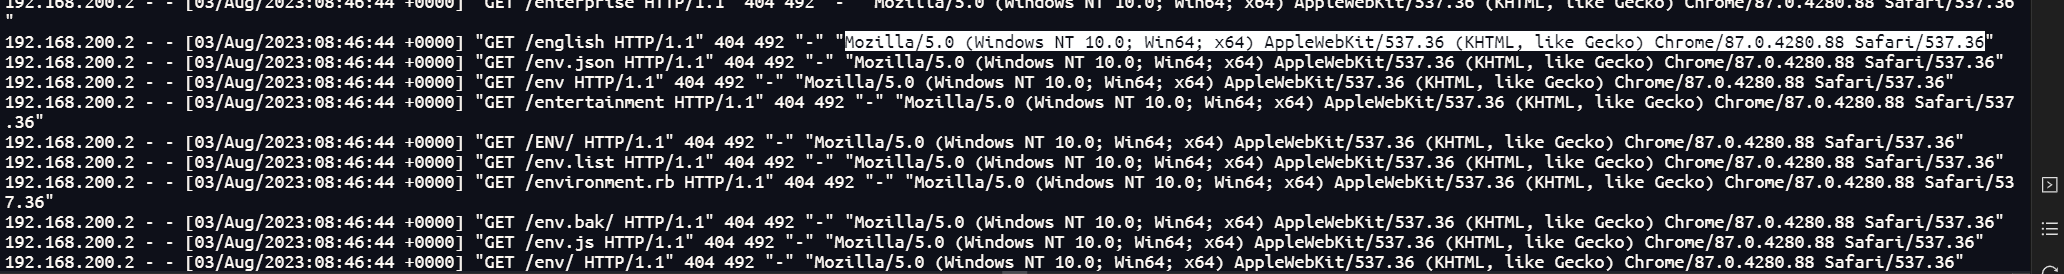 192.168.200.2 - - [03/Aug/2023:08:46:44 +0000] "GET /enterprise HTTP/1.1" 404 492 "-" "Mozilla/5.0 (Windows NT 10.0; Win64; x64) AppleWebKit/537.36 (KHTML, like Gecko) Chrome/87.0.4280.88 Safari/537.36
"
192.168.200.2 - - [03/Aug/2023:08:46:44 +0000] "GET /english HTTP/1.1" 404 492 "-" "Mozilla/5.0 (Windows NT 10.0; Win64; x64) AppleWebKit/537.36 (KHTML, like Gecko) Chrome/87.0.4280.88 Safari/537.36"
192.168.200.2 - - [03/Aug/2023:08:46:44 +0000] "GET /env.json HTTP/1.1" 404 492 "-" "Mozilla/5.0 (Windows NT 10.0; Win64; x64) AppleWebKit/537.36 (KHTML, like Gecko) Chrome/87.0.4280.88 Safari/537.36"
192.168.200.2 - - [03/Aug/2023:08:46:44 +0000] "GET /env HTTP/1.1" 404 492 "-" "Mozilla/5.0 (Windows NT 10.0; Win64; x64) AppleWebKit/537.36 (KHTML, like Gecko) Chrome/87.0.4280.88 Safari/537.36"
192.168.200.2 - - [03/Aug/2023:08:46:44 +0000] "GET /entertainment HTTP/1.1" 404 492 "-" "Mozilla/5.0 (Windows NT 10.0; Win64; x64) AppleWebKit/537.36 (KHTML, like Gecko) Chrome/87.0.4280.88 Safari/537
.36"
192.168.200.2 - - [03/Aug/2023:08:46:44 +0000] "GET /ENV/ HTTP/1.1" 404 492 "-" "Mozilla/5.0 (Windows NT 10.0; Win64; x64) AppleWebKit/537.36 (KHTML, like Gecko) Chrome/87.0.4280.88 Safari/537.36"
192.168.200.2 - - [03/Aug/2023:08:46:44 +0000] "GET /env.list HTTP/1.1" 404 492 "-" "Mozilla/5.0 (Windows NT 10.0; Win64; x64) AppleWebKit/537.36 (KHTML, like Gecko) Chrome/87.0.4280.88 Safari/537.36"
192.168.200.2 - - [03/Aug/2023:08:46:44 +0000] "GET /environment.rb HTTP/1.1" 404 492 "-" "Mozilla/5.0 (Windows NT 10.0; Win64; x64) AppleWebKit/537.36 (KHTML, like Gecko) Chrome/87.0.4280.88 Safari/53
7.36"
192.168.200.2 - - [03/Aug/2023:08:46:44 +0000] "GET /env.bak/ HTTP/1.1" 404 492 "-" "Mozilla/5.0 (Windows NT 10.0; Win64; x64) AppleWebKit/537.36 (KHTML, like Gecko) Chrome/87.0.4280.88 Safari/537.36"
192.168.200.2 - - [03/Aug/2023:08:46:44 +0000] "GET /env.js HTTP/1.1" 404 492 "-" "Mozilla/5.0 (Windows NT 10.0; Win64; x64) AppleWebKit/537.36 (KHTML, like Gecko) Chrome/87.0.4280.88 Safari/537.36"
192.168.200.2 - - [03/Aug/2023:08:46:44 +0000] "GET /env/ HTTP/1.1" 404 492 "-" "Mozilla/5.0 (Windows NT 10.0; Win64; x64) AppleWebKit/537.36 (KHTML, like Gecko) Chrome/87.0.4280.88 Safari/537.36"